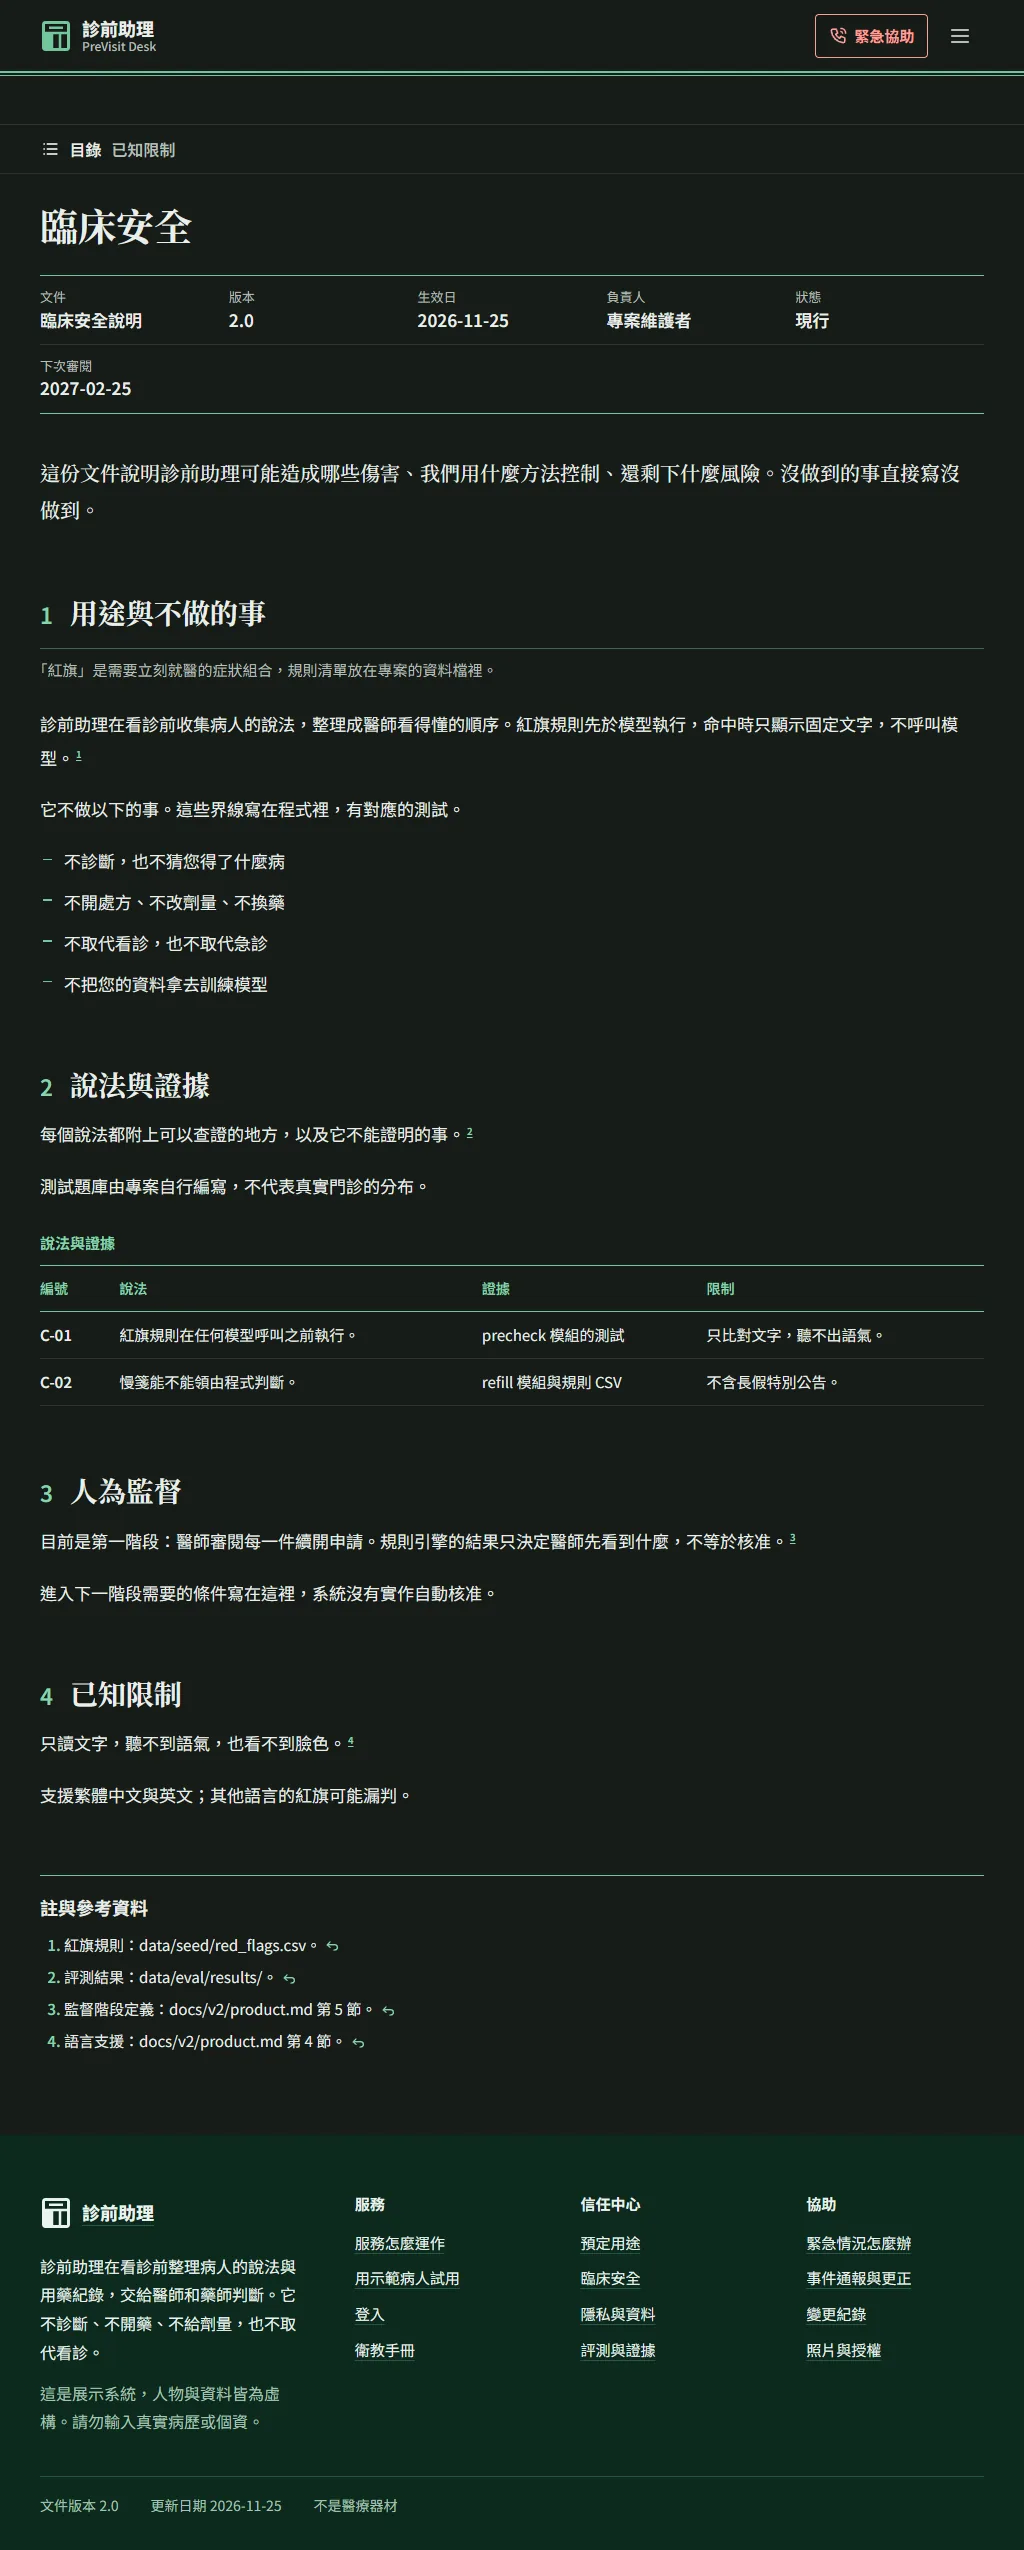 診前助理
PreVisit Desk
緊急協助
目錄 已知限制
臨床安全
文件 版本 生效日 負責人 狀態
臨床安全說明 2.0 2026-11-25 專案維護者 現行
下次審閱
2027-02-25
這份文件說明診前助理可能造成哪些傷害、我們用什麼方法控制、還剩下什麼風險。沒做到的事直接寫沒
做到。
1 用途與不做的事
「紅旗」是需要立刻就醫的症狀組合，規則清單放在專案的資料檔裡。
診前助理在看診前收集病人的說法，整理成醫師看得懂的順序。紅旗規則先於模型執行，命中時只顯示固定文字，不呼叫模
型。1
它不做以下的事。這些界線寫在程式裡，有對應的測試。
– 不診斷，也不猜您得了什麼病
– 不開處方、不改劑量、不換藥
– 不取代看診，也不取代急診
– 不把您的資料拿去訓練模型
2 說法與證據
每個說法都附上可以查證的地方，以及它不能證明的事。2
測試題庫由專案自行編寫，不代表真實門診的分布。
說法與證據
編號 說法 證據 限制
C-01 紅旗規則在任何模型呼叫之前執行。 precheck 模組的測試 只比對文字，聽不出語氣。
C-02 慢箋能不能領由程式判斷。 refill 模組與規則 CSV 不含長假特別公告。
3 人為監督
目前是第一階段：醫師審閱每一件續開申請。規則引擎的結果只決定醫師先看到什麼，不等於核准。3
進入下一階段需要的條件寫在這裡，系統沒有實作自動核准。
4 已知限制
只讀文字，聽不到語氣，也看不到臉色。4
支援繁體中文與英文；其他語言的紅旗可能漏判。
註與參考資料
1. 紅旗規則：data/seed/red_flags.csv。
2. 評測結果：data/eval/results/。
3. 監督階段定義：docs/v2/product.md 第 5 節。
4. 語言支援：docs/v2/product.md 第 4 節。
診前助理
診前助理在看診前整理病人的說法與
用藥紀錄，交給醫師和藥師判斷。它
不診斷、不開藥、不給劑量，也不取
代看診。
這是展示系統，人物與資料皆為虛
構。請勿輸入真實病歷或個資。
服務
服務怎麼運作
用示範病人試用
登入
衛教手冊
信任中心
預定用途
臨床安全
隱私與資料
評測與證據
協助
緊急情況怎麼辦
事件通報與更正
變更紀錄
照片與授權
文件版本 2.0 更新日期 2026-11-25 不是醫療器材